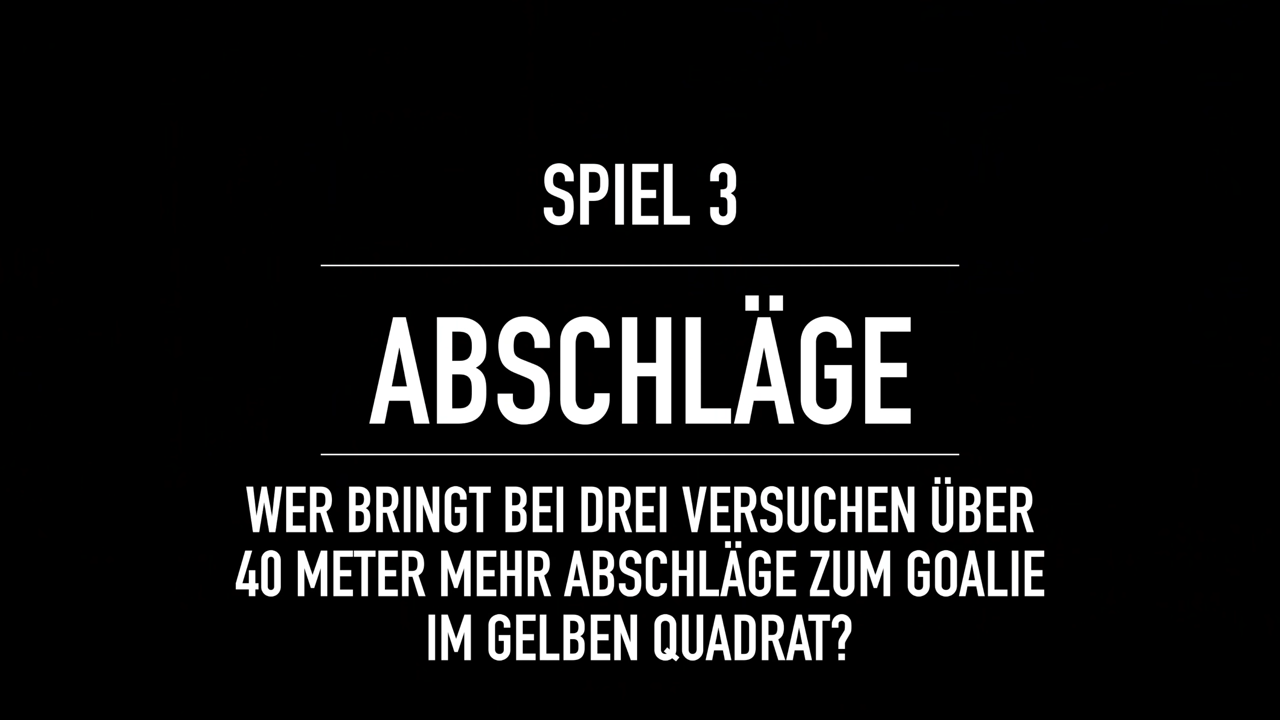 SPIEL 3
ABSCHLÄGE
WER BRINGT BEI DREI VERSUCHEN ÜBER
40 METER MEHR ABSCHLÄGE ZUM GOALIE
IM GELBEN QUADRAT?